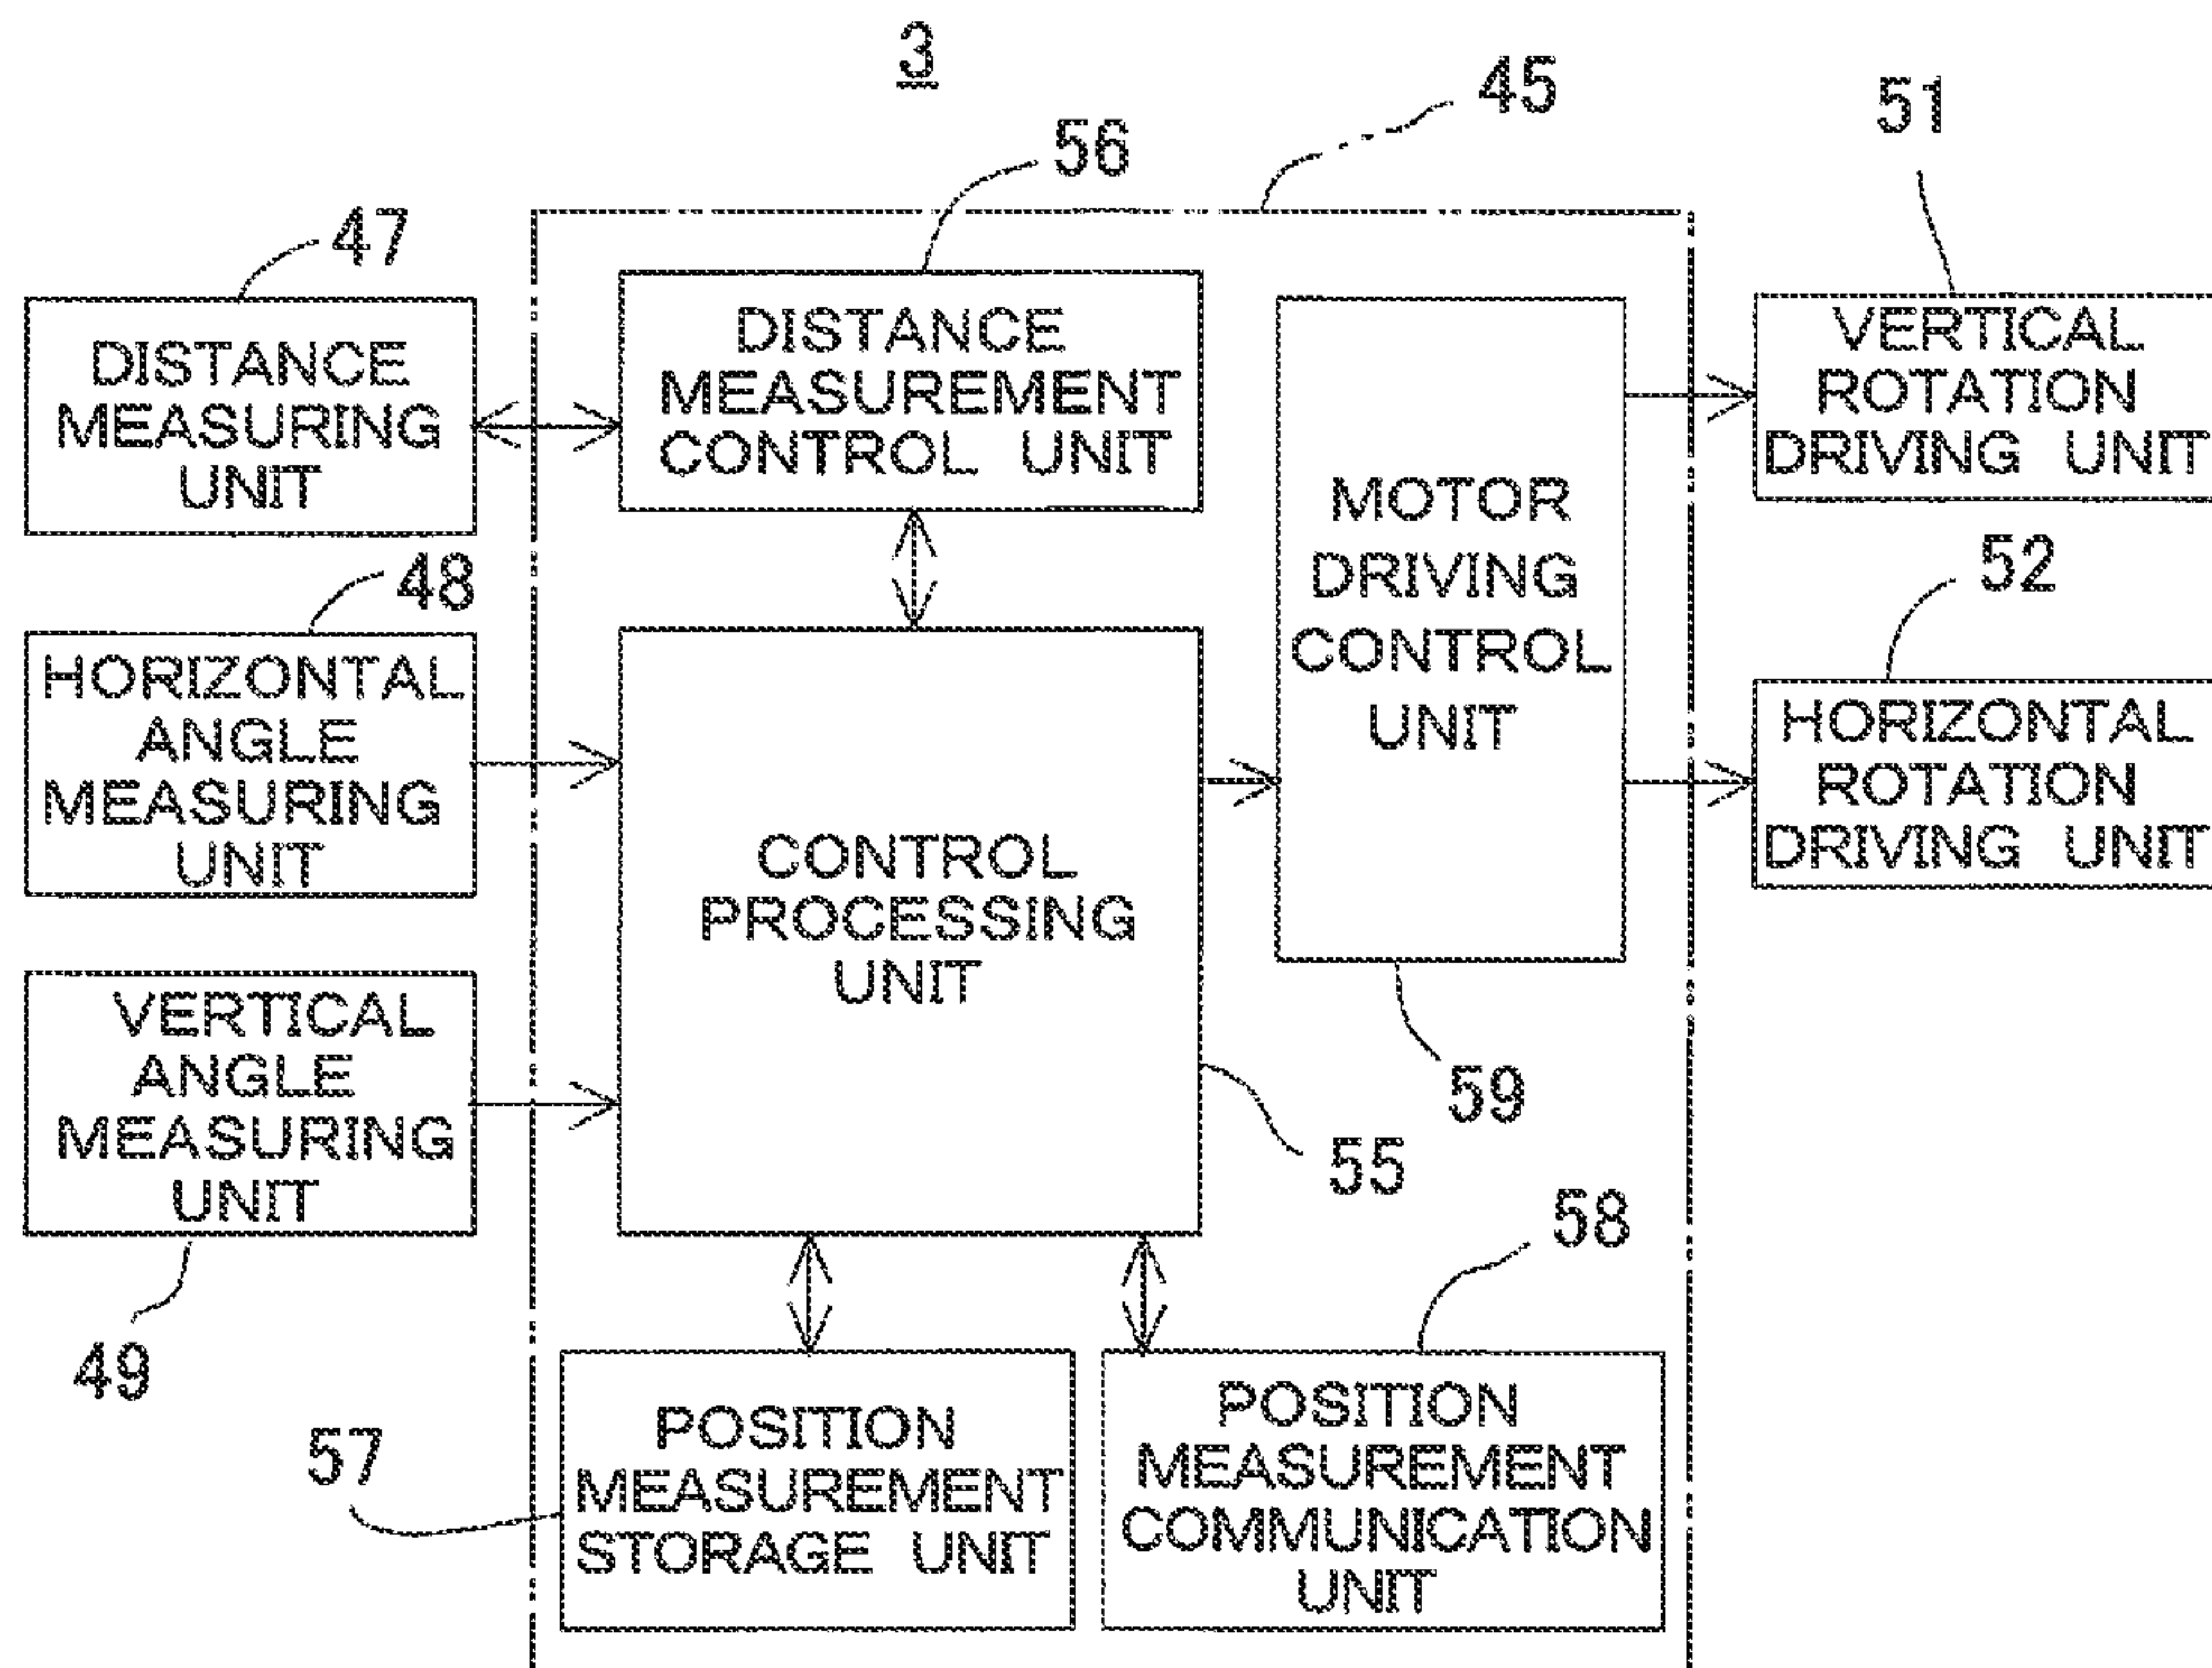 3
45
51
56
47
DISTANCE
MEASURING
UNIT
DISTANCE
MEASUREMENT
CONTROL UNIT
MOTOR
DRIVING
CONTROL
UNIT
VERTICAL
ROTATION
DRIVING UNIT
48
52
HORIZONTAL
ANGLE
MEASURING
UNIT
CONTROL
PROCESSING
UNIT
HORIZONTAL
ROTATION
DRIVING UNIT
VERTICAL
ANGLE
MEASURING
UNIT
59
55
58
49
57
POSITION
MEASUREMENT
STORAGE UNIT
POSITION
MEASUREMENT
COMMUNICATION
UNIT